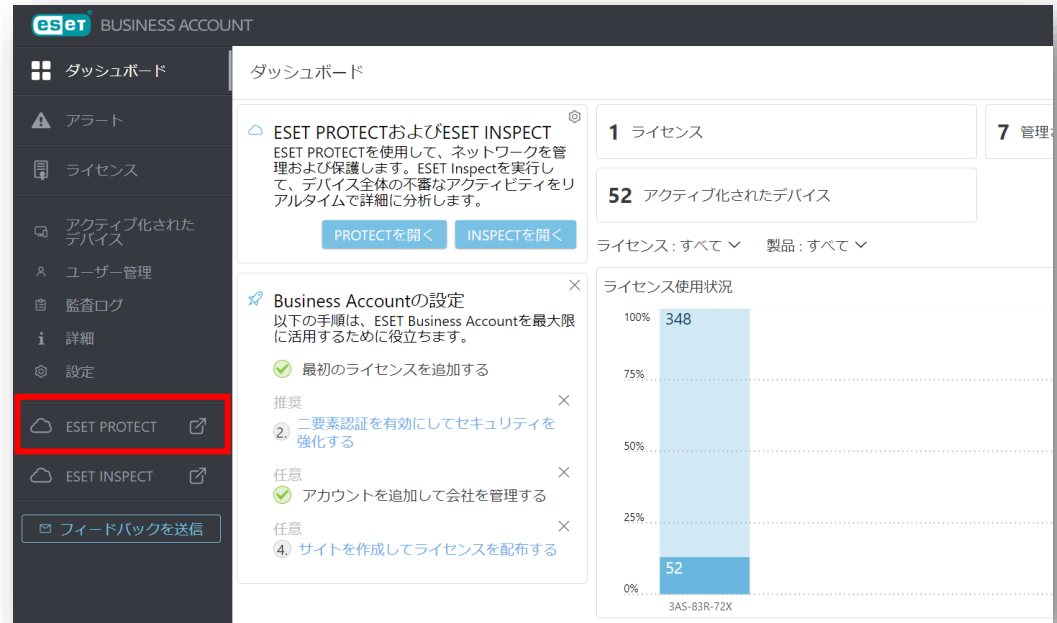 eset BUSINESS ACCOUNT
ダッシュボード
アラート
ライセンス
アクティブ化された
デバイス
ユーザー管理
監査ログ
詳細
設定
ESET PROTECT
ESET INSPECT
フィードバックを送信
ダッシュボード
ESET PROTECTおよびESET INSPECT
ESET PROTECTを使用して、ネットワークを管
理および保護します。ESET Inspectを実行し
て、デバイス全体の不審なアクティビティをリ
アルタイムで詳細に分析します。
PROTECTを開く
INSPECTを開く
Business Accountの設定
以下の手順は、ESET Business Accountを最大限
に活用するために役立ちます。
最初のライセンスを追加する
推奨
2. 二要素認証を有効にしてセキュリティを
強化する
任意
アカウントを追加して会社を管理する
任意
4. サイトを作成してライセンスを配布する
1 ライセンス
7 管理
52 アクティブ化されたデバイス
ライセンス : すべて
製品 : すべて
ライセンス使用状況
100%
348
75%
50%
25%
52
0%
3AS-83R-72X